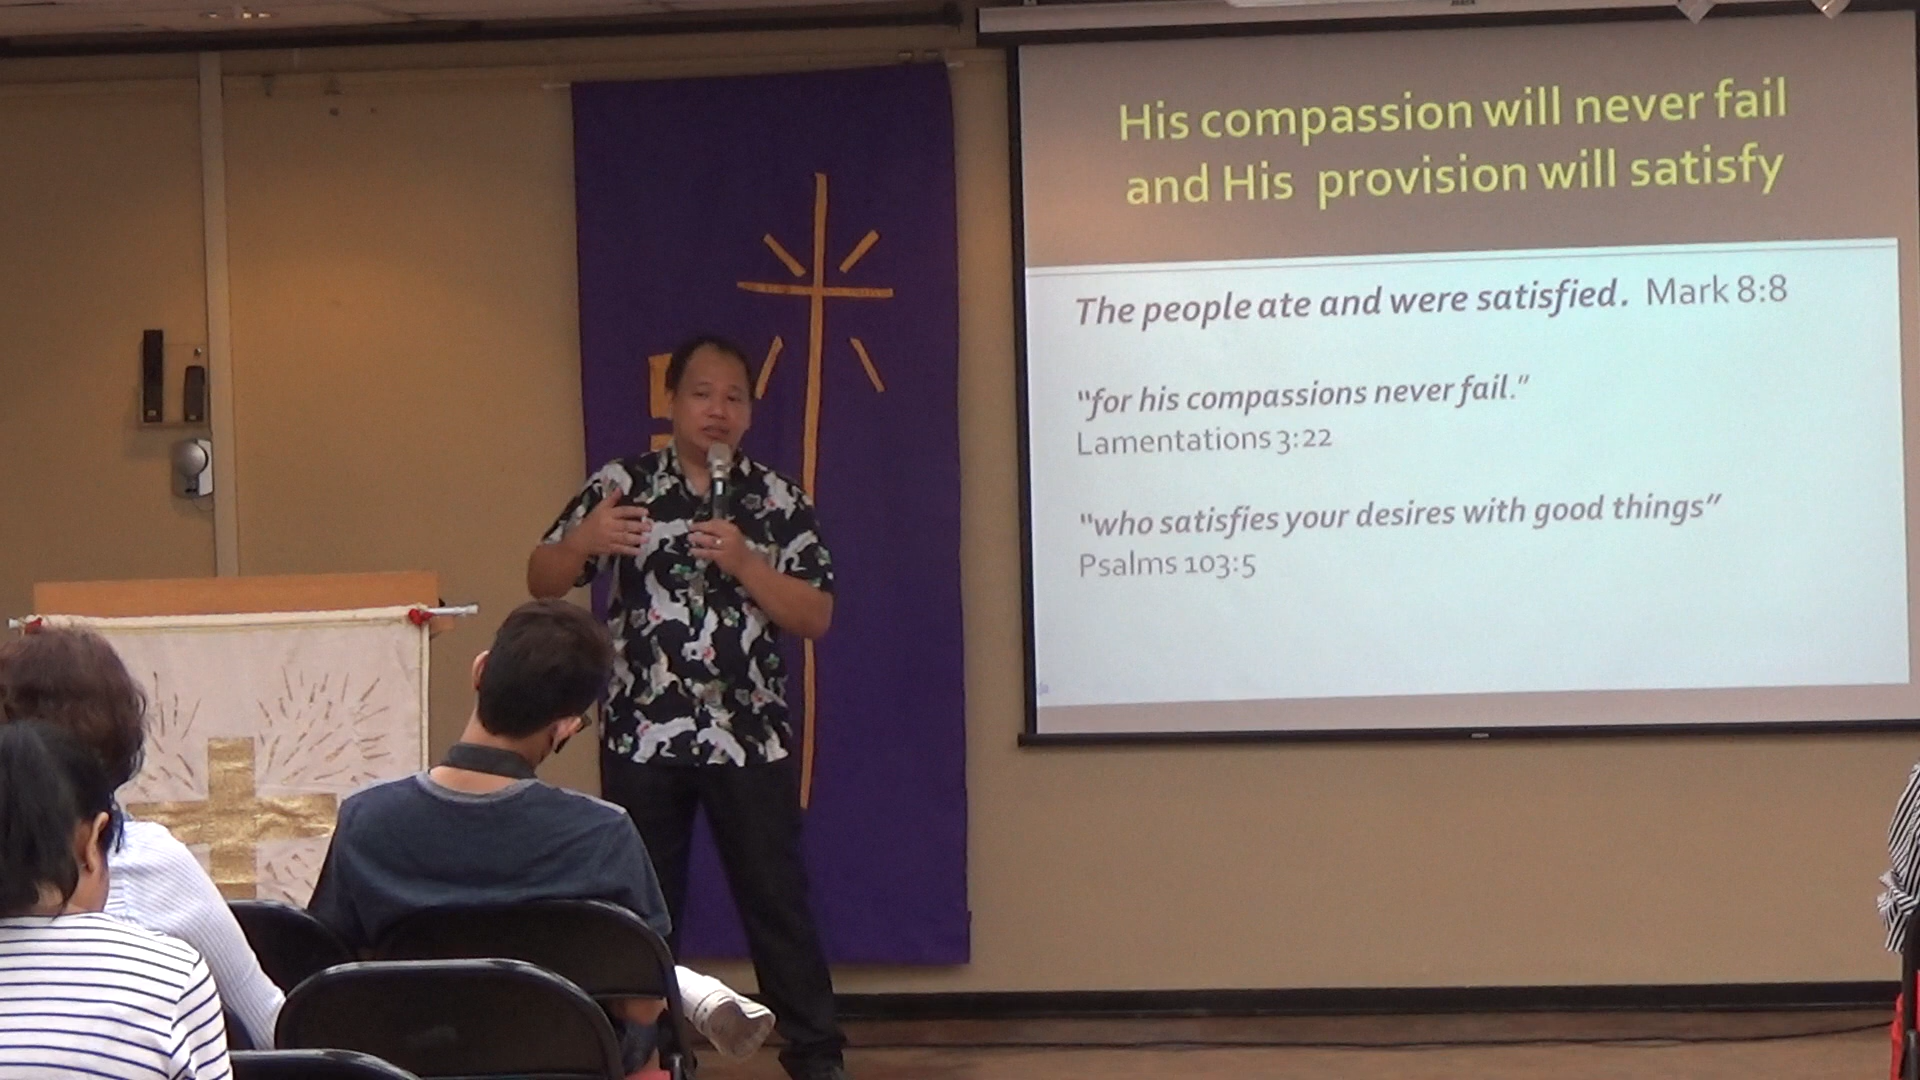 His compassion will never fail
and His provision will satisfy
The people ate and were satisfied. Mark 8:8
"for his compassions never fail."
Lamentations 3:22
"who satisfies your desires with good things"
Psalms 103:5